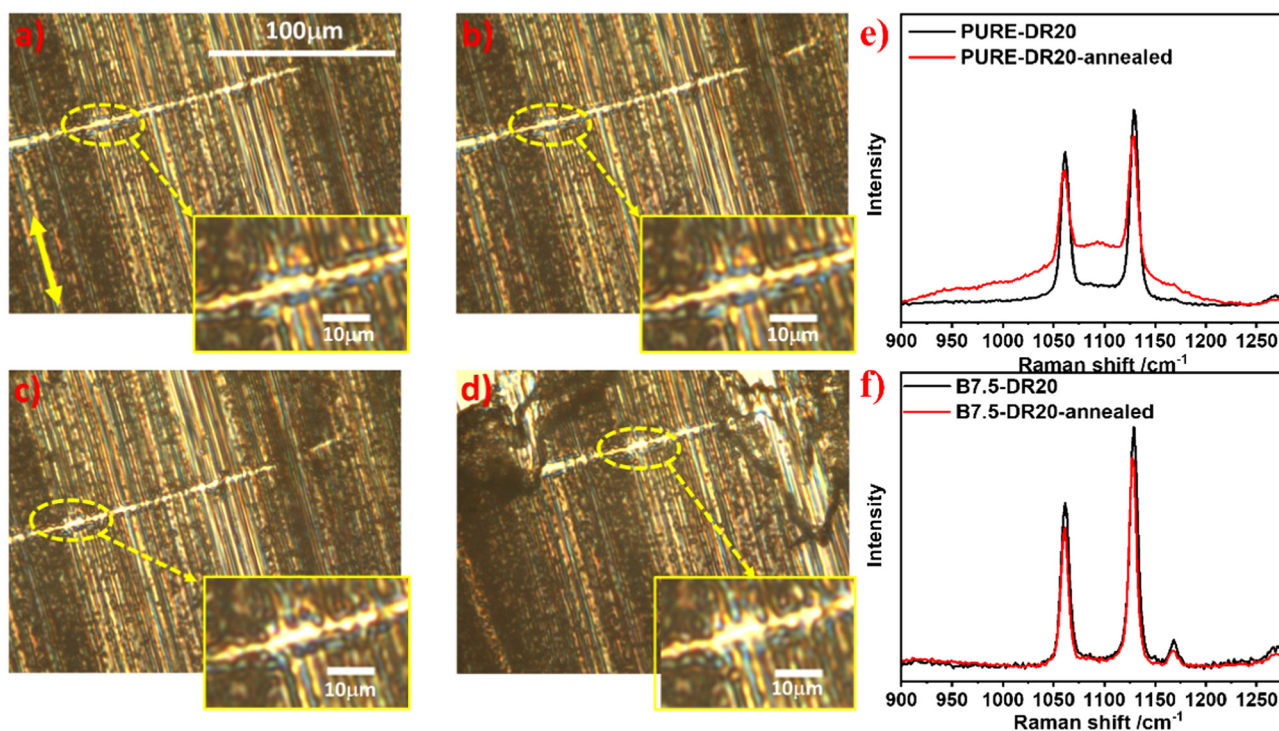 a)
100μm
10μm
b)
10μm
c)
10μm
d)
10μm
e)
PURE-DR20
PURE-DR20-annealed
Intensity
900 950 1000 1050 1100 1150 1200 1250
Raman shift /cm-1
f)
B7.5-DR20
B7.5-DR20-annealed
Intensity
900 950 1000 1050 1100 1150 1200 1250
Raman shift /cm-1